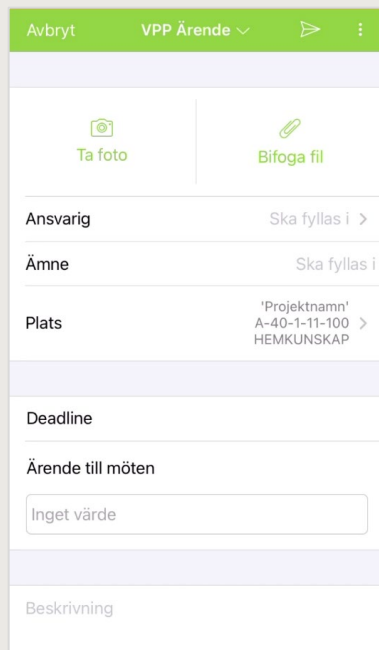 Avbryt VPP Ärende
Ta foto Bifoga fil
Ansvarig Ska fyllas i
Ämne Ska fyllas i
Plats 'Projektnamn'
A-40-1-11-100
HEMKUNSKAP
Deadline
Ärende till möten
Inget värde
Beskrivning